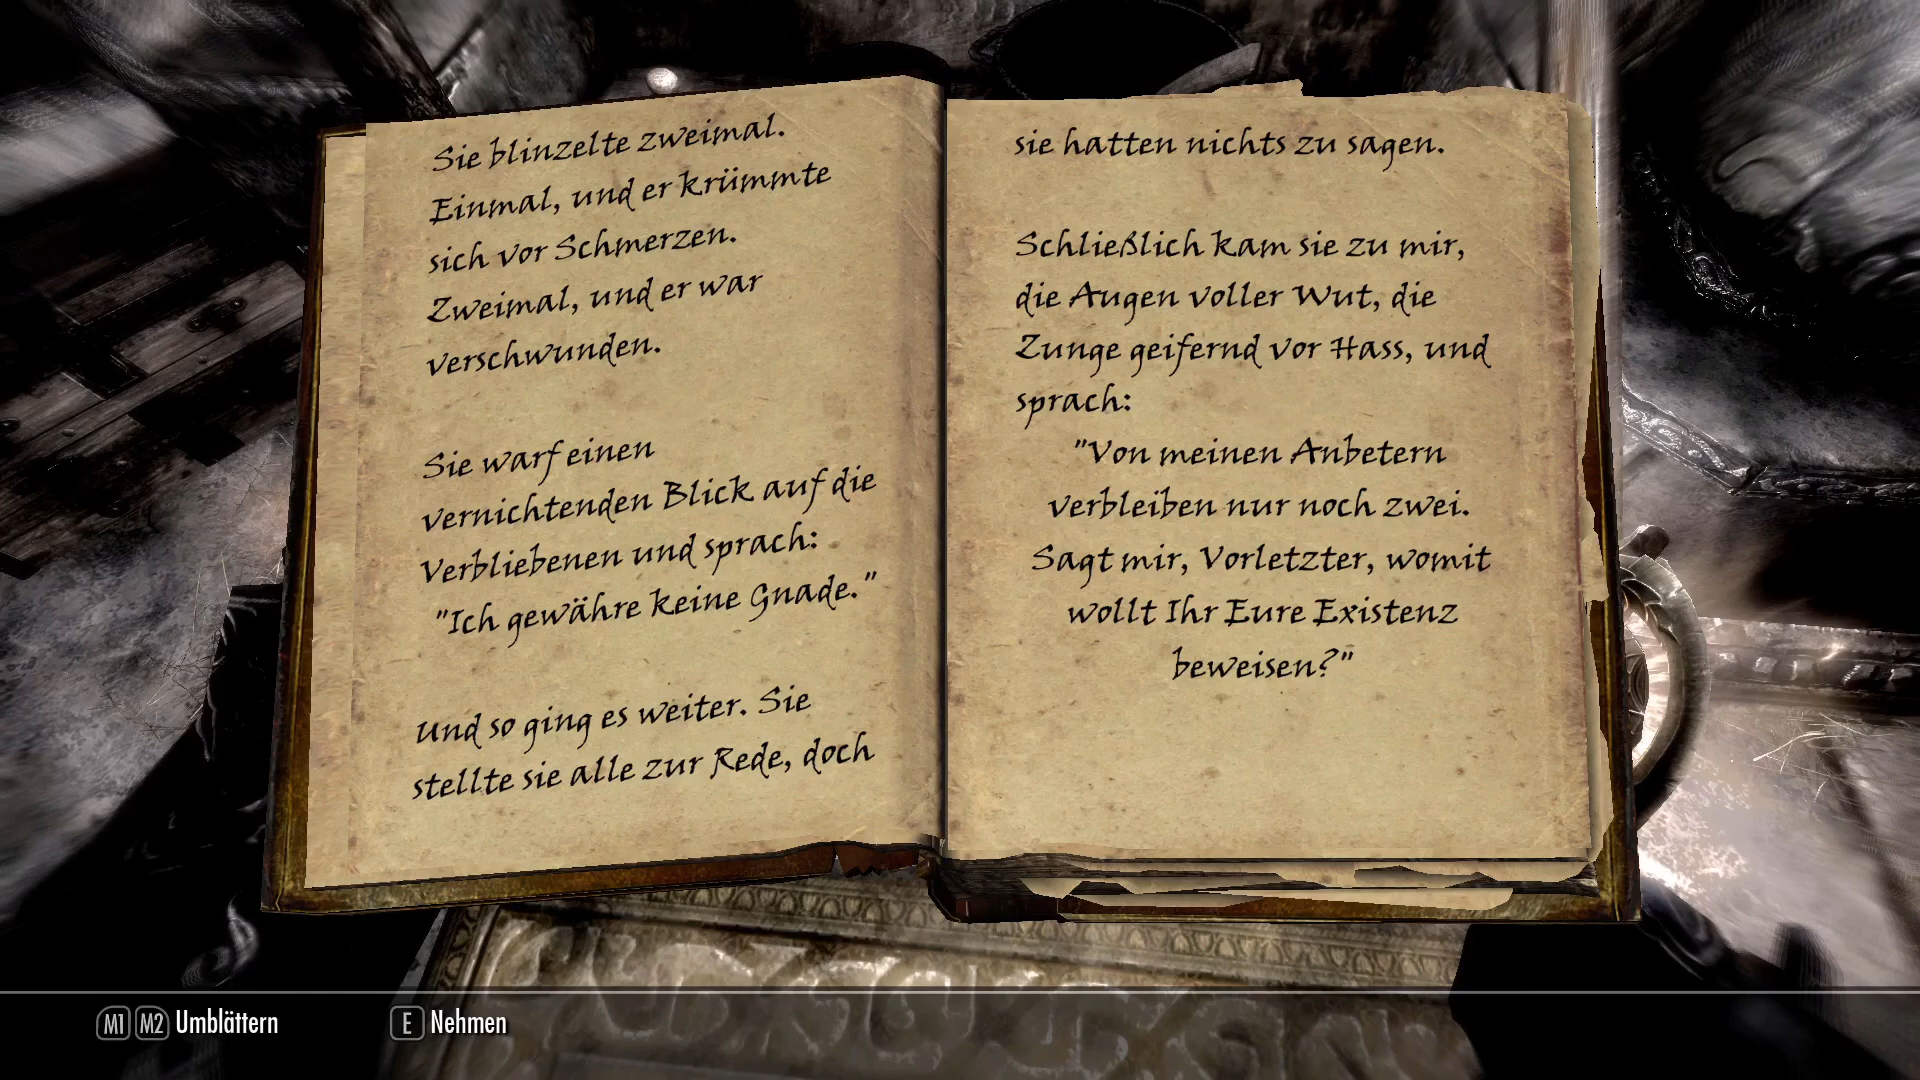 Sie blinzelte zweimal.
Einmal, und er krümmte
sich vor Schmerzen.
Zweimal, und er war
verschwunden.
Sie warf einen
vernichtenden Blick auf die
Verbliebenen und sprach:
"Ich gewähre keine Gnade."
Und so ging es weiter. Sie
stellte sie alle zur Rede, doch
sie hatten nichts zu sagen.
Schließlich kam sie zu mir,
die Augen voller Wut, die
Zunge geifernd vor Hass, und
sprach:
"Von meinen Anbetern
verbleiben nur noch zwei.
Sagt mir, Vorletzter, womit
wollt Ihr Eure Existenz
beweisen?"
M1 M2 Umblättern
E Nehmen